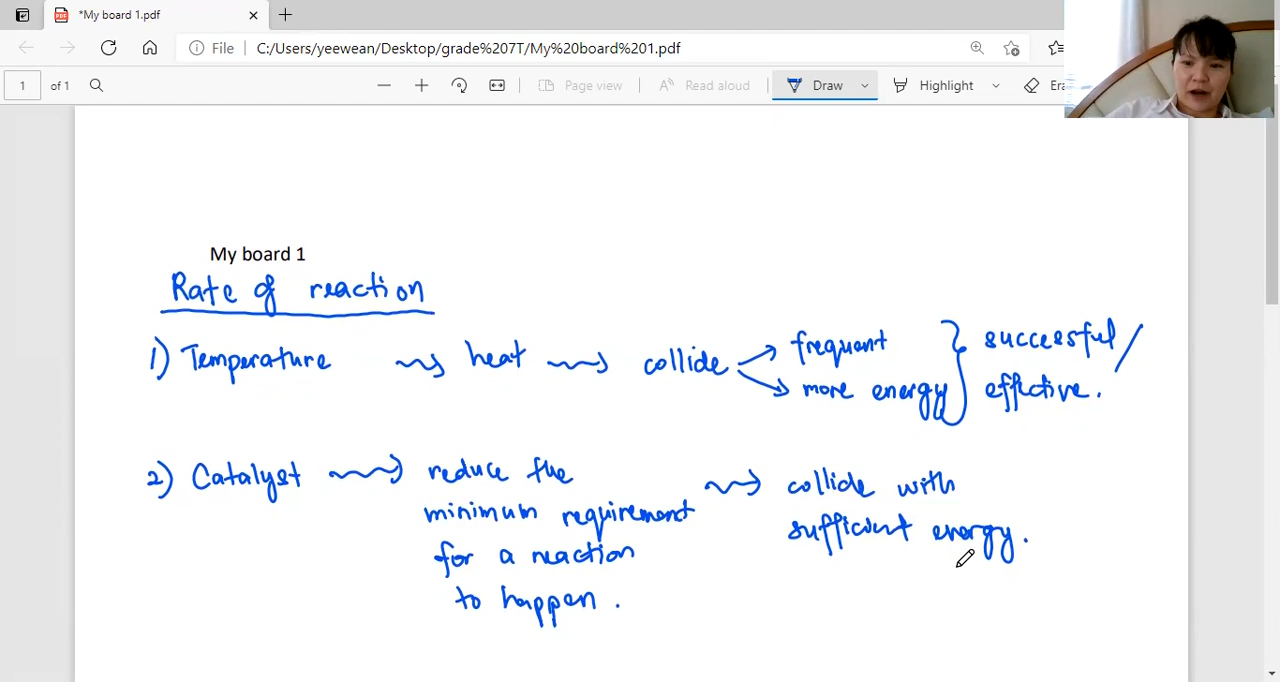 *My board 1.pdf
File C:/Users/yeewean/Desktop/grade%207T/My%20board%201.pdf
1 of 1 Page view Read aloud Draw Highlight Era
My board 1
Rate of reaction
1) Temperature heat collide frequent more energy successful/ effective.
2) Catalyst reduce the minimum requirement for a reaction to happen. collide with sufficient energy.